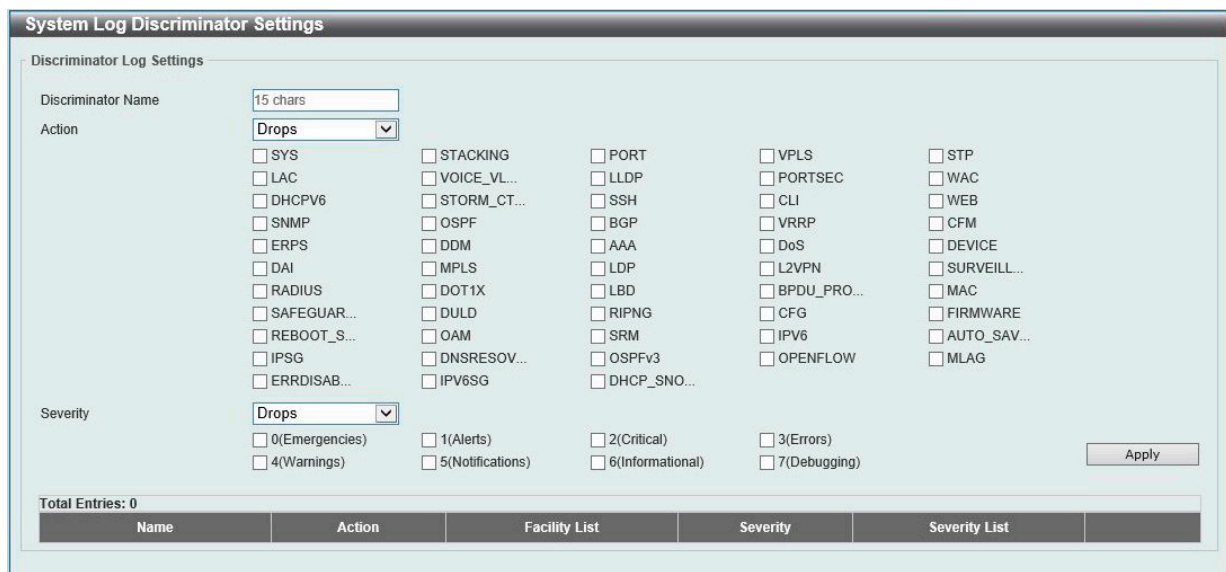 System Log Discriminator Settings
Discriminator Log Settings
Discriminator Name 15 chars
Action Drops
SYS STACKING PORT VPLS STP
LAC VOICE_VL... LLDP PORTSEC WAC
DHCPV6 STORM_CT... SSH CLI WEB
SNMP OSPF BGP VRRP CFM
ERPS DDM AAA DoS DEVICE
DAI MPLS LDP L2VPN SURVEILL...
RADIUS DOT1X LBD BPDU_PRO... MAC
SAFEGUAR... DULD RIPNG CFG FIRMWARE
REBOOT_S... OAM SRM IPV6 AUTO_SAV...
IPSG DNSRESOV... OSPFv3 OPENFLOW MLAG
ERRDISAB... IPV6SG DHCP_SNO...
Severity Drops
0(Emergencies) 1(Alerts) 2(Critical) 3(Errors)
4(Warnings) 5(Notifications) 6(Informational) 7(Debugging) Apply
Total Entries: 0
Name Action Facility List Severity Severity List